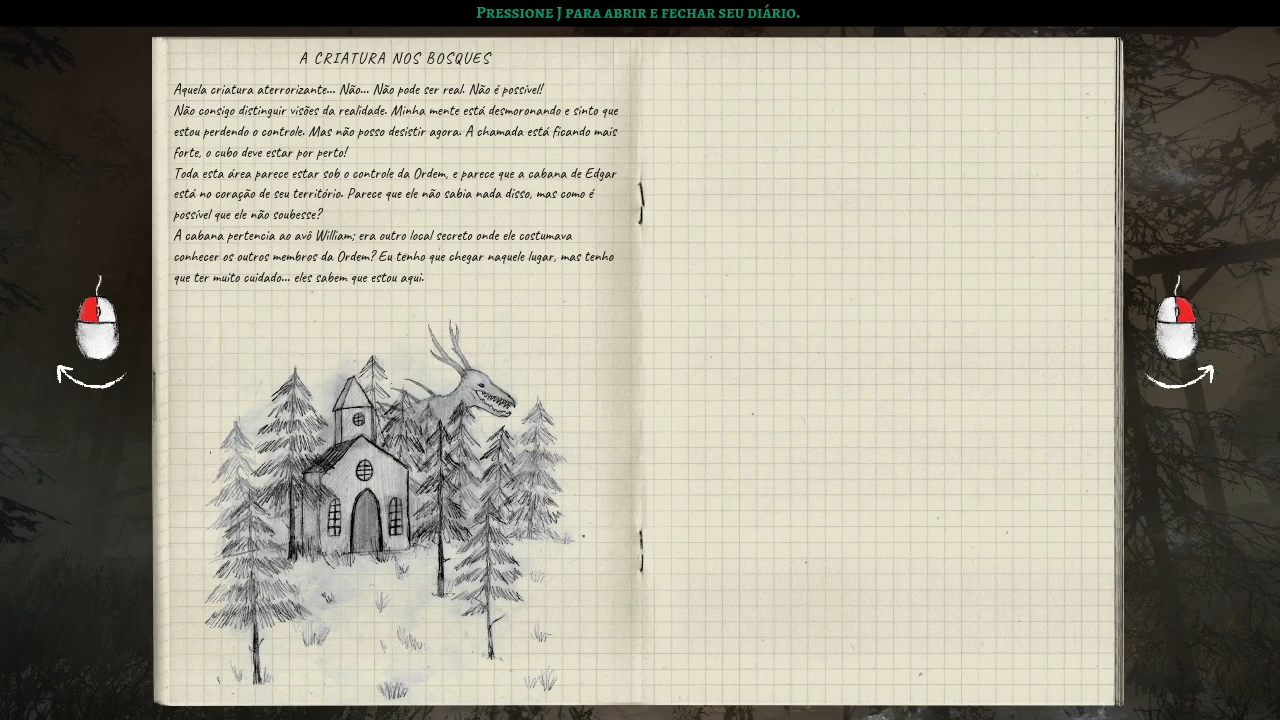 Pressione J para abrir e fechar seu diário.
A CRIATURA NOS BOSQUES
Aquela criatura aterrorizante... Não... Não pode ser real. Não é possível!
Não consigo distinguir visões da realidade. Minha mente está desmoronando e sinto que
estou perdendo o controle. Mas não posso desistir agora. A chamada está ficando mais
forte, o cubo deve estar por perto!
Toda esta área parece estar sob o controle da Ordem, e parece que a cabana de Edgar
está no coração de seu território. Parece que ele não sabia nada disso, mas como é
possível que ele não soubesse?
A cabana pertencia ao avô William; era outro local secreto onde ele costumava
conhecer os outros membros da Ordem? Eu tenho que chegar naquele lugar, mas tenho
que ter muito cuidado... eles sabem que estou aqui.